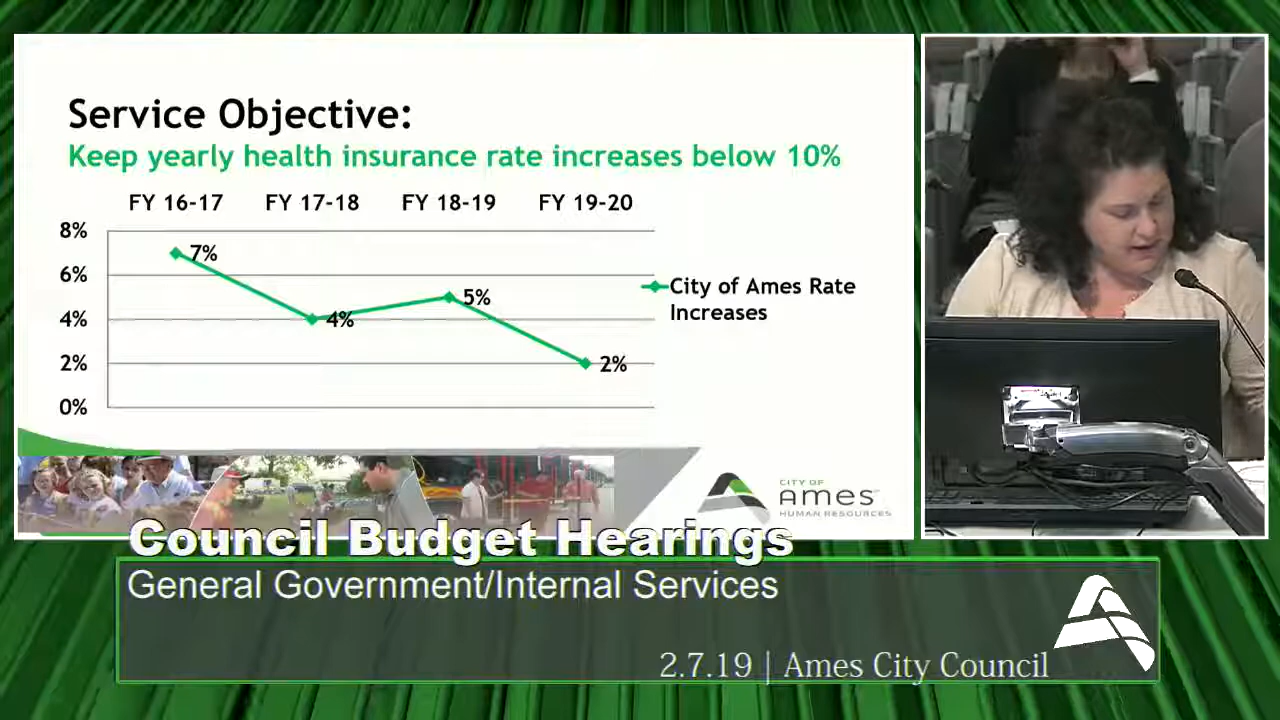 Service Objective:
Keep yearly health insurance rate increases below 10%
FY 16-17 FY 17-18 FY 18-19 FY 19-20
8%
6%
4%
2%
0%
7%
4%
5%
2%
City of Ames Rate
Increases
CITY OF
Ames™
HUMAN RESOURCES
Council Budget Hearings
General Government/Internal Services
2.7.19 | Ames City Council